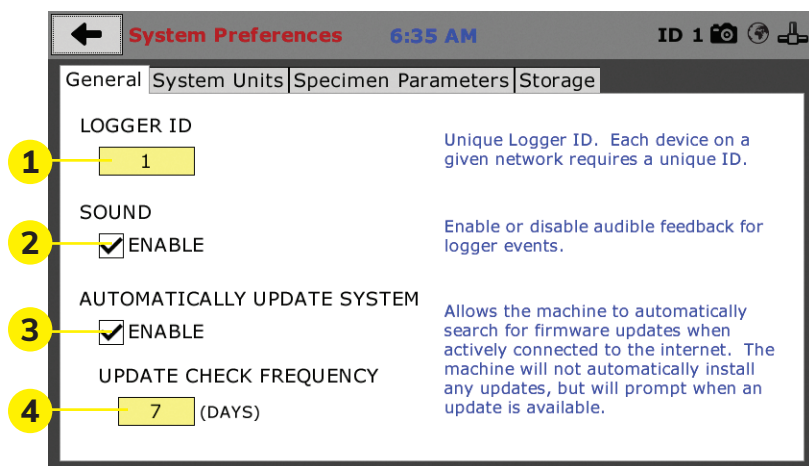 System Preferences 6:35 AM ID 1
General System Units Specimen Parameters Storage
LOGGER ID
1
1
Unique Logger ID. Each device on a
given network requires a unique ID.
SOUND
2
ENABLE
Enable or disable audible feedback for
logger events.
AUTOMATICALLY UPDATE SYSTEM
3
ENABLE
Allows the machine to automatically
search for firmware updates when
actively connected to the internet. The
machine will not automatically install
any updates, but will prompt when an
update is available.
UPDATE CHECK FREQUENCY
4
7 (DAYS)